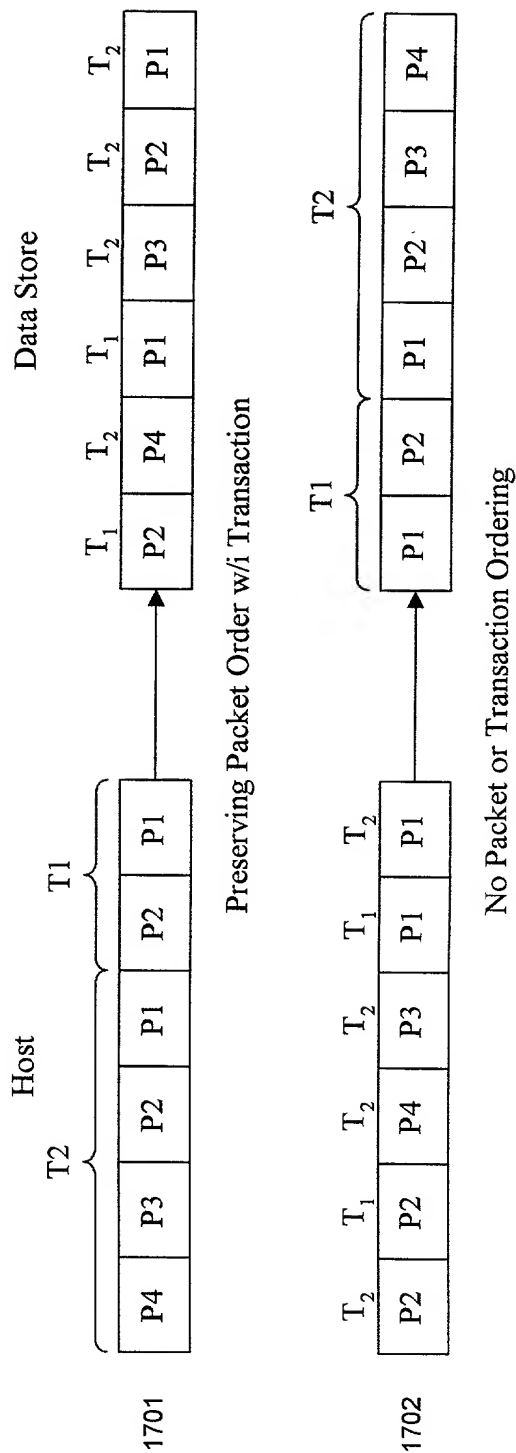 Host
Data Store
T2
T1
T₁ T₂ T₁ T₂ T₂ T₂
1701
P4 P3 P2 P1 P2 P1
P2 P4 P1 P3 P2 P1
Preserving Packet Order w/i Transaction
T₂ T₁ T₂ T₂ T₁ T₂
T1
T2
1702
P2 P2 P4 P3 P1 P1
P1 P2 P1 P2 P3 P4
No Packet or Transaction Ordering